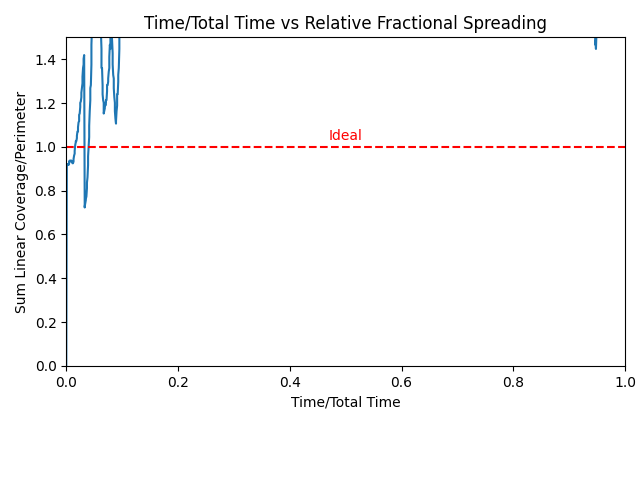 Time/Total Time vs Relative Fractional Spreading
Sum Linear Coverage/Perimeter
1.4
1.2
1.0
0.8
0.6
0.4
0.2
0.0
Ideal
0.0 0.2 0.4 0.6 0.8 1.0
Time/Total Time